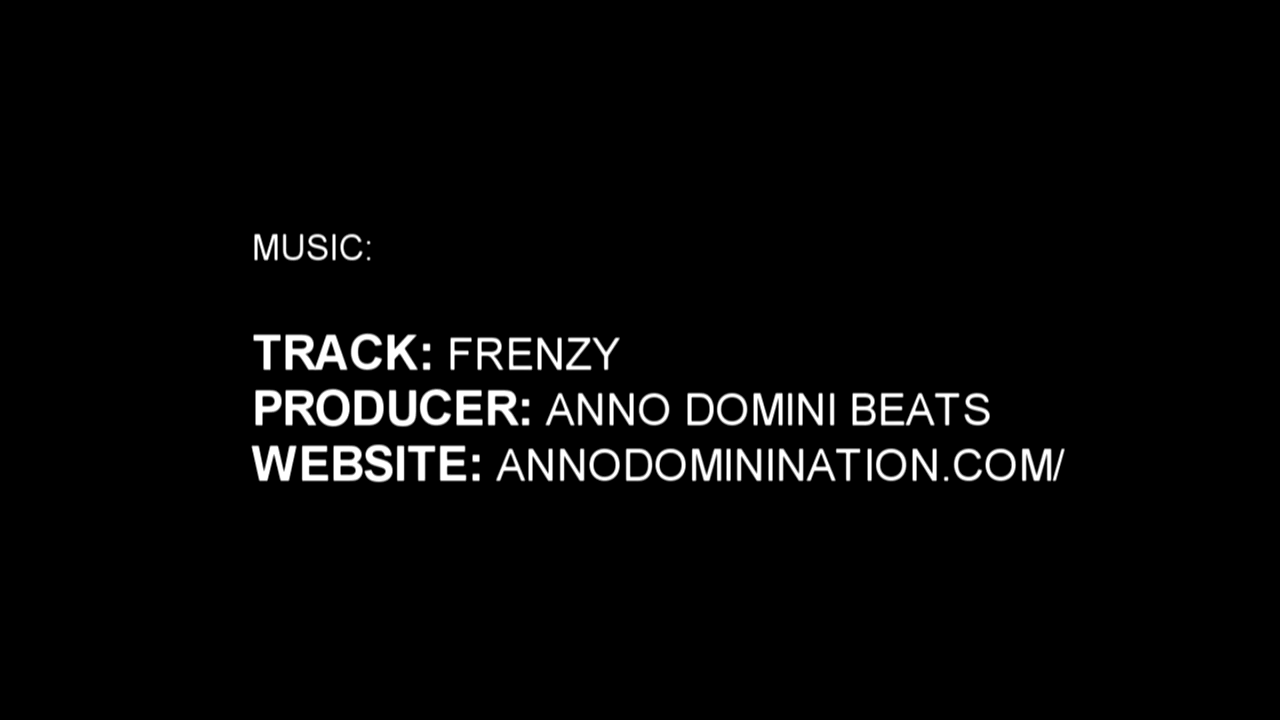 MUSIC:
TRACK: FRENZY
PRODUCER: ANNO DOMINI BEATS
WEBSITE: ANNODOMININATION.COM/